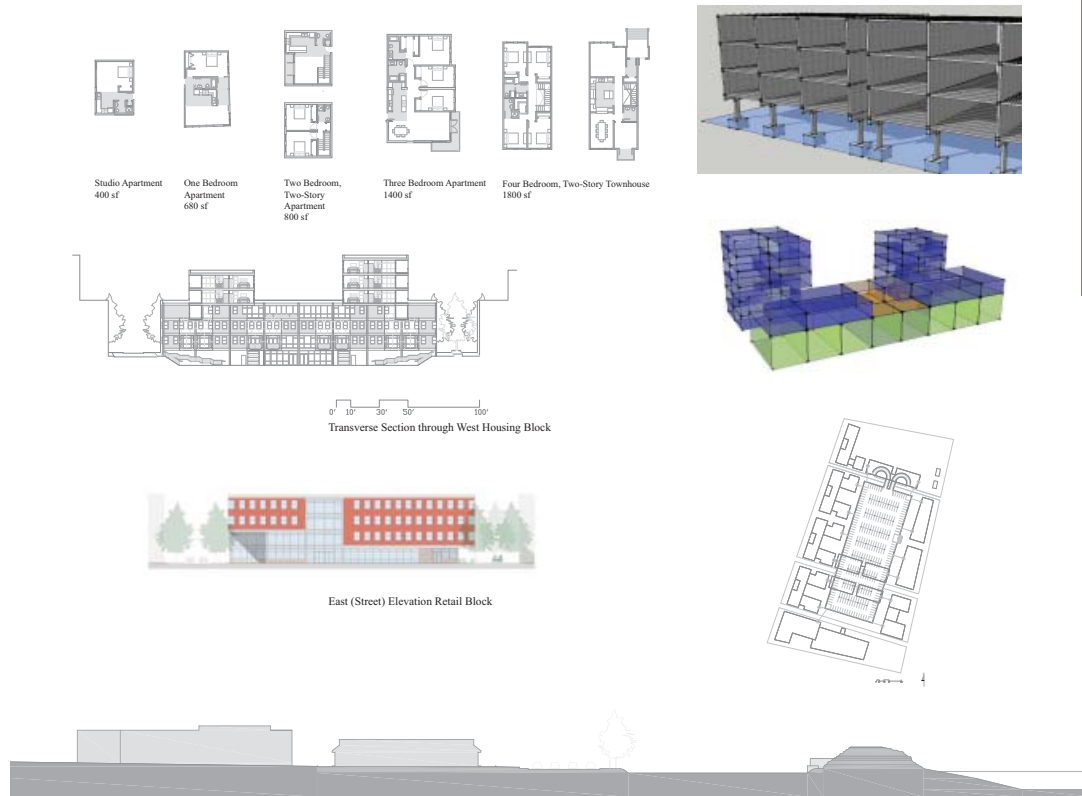 Studio Apartment
400 sf
One Bedroom
Apartment
680 sf
Two Bedroom,
Two-Story
Apartment
800 sf
Three Bedroom Apartment
1400 sf
Four Bedroom, Two-Story Townhouse
1800 sf
0' 10' 30' 50' 100'
Transverse Section through West Housing Block
East (Street) Elevation Retail Block